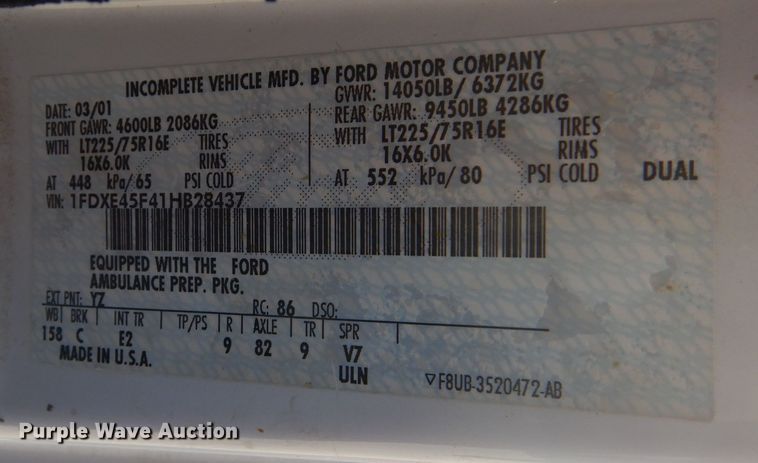 INCOMPLETE VEHICLE MFD. BY FORD MOTOR COMPANY
GVWR: 14050LB/ 6372KG
DATE: 03/01
FRONT GAWR: 4600LB 2086KG
WITH LT225/75R16E TIRES
16X6.0K RIMS
AT 448 kPa/ 65 PSI COLD
REAR GAWR: 9450LB 4286KG
WITH LT225/75R16E TIRES
16X6.0K RIMS
AT 552 kPa/ 80 PSI COLD DUAL
VIN: 1FDXE45F41HB28437
EQUIPPED WITH THE FORD
AMBULANCE PREP. PKG.
EXT PNT: YZ RC: 86 DSO:
WB BRK INT TR TP/PS R AXLE TR SPR
158 C E2 9 82 9 V7
MADE IN U.S.A. ULN
▽F8UB-3520472-AB
Purple Wave Auction